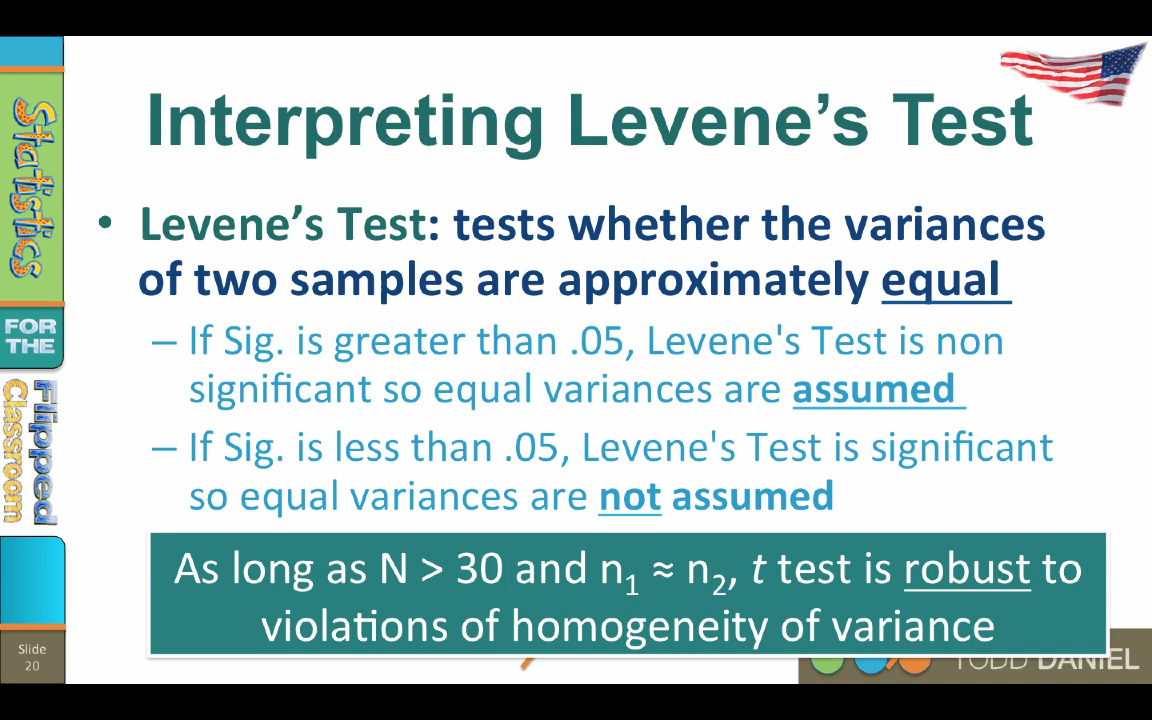 Interpreting Levene's Test
• Levene's Test: tests whether the variances
of two samples are approximately equal
– If Sig. is greater than .05, Levene's Test is non
significant so equal variances are assumed
– If Sig. is less than .05, Levene's Test is significant
so equal variances are not assumed
As long as N > 30 and n₁ ≈ n₂, t test is robust to
violations of homogeneity of variance
Statistics
FOR THE
Flipped
Classroom
Slide
20
TODD DANIEL